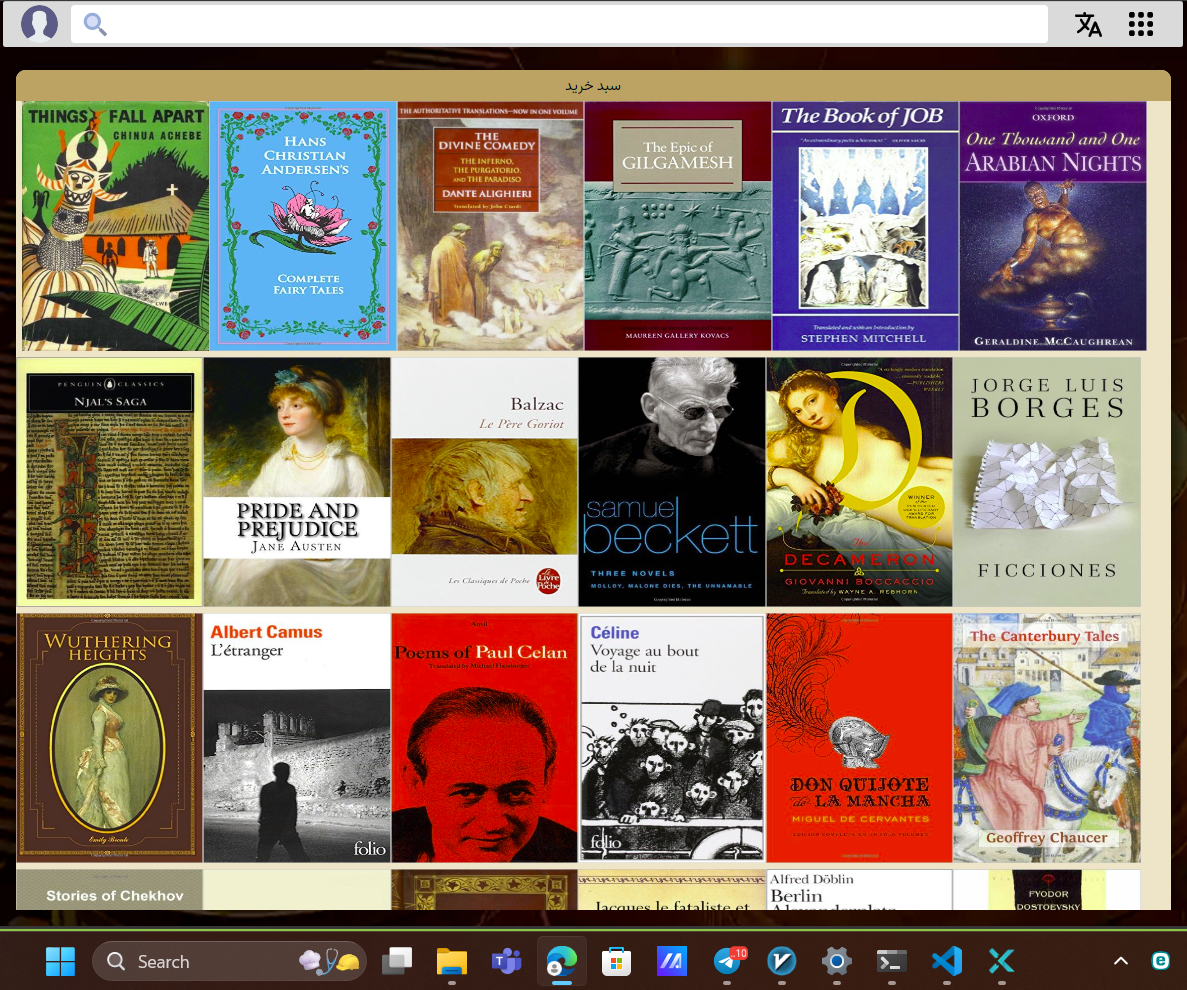 سبد خرید
THINGS FALL APART
CHINUA ACHEBE
HANS
CHRISTIAN
ANDERSEN'S
COMPLETE
FAIRY TALES
THE AUTHORITATIVE TRANSLATIONS—NOW IN ONE VOLUME
THE
DIVINE COMEDY
THE INFERNO,
THE PURGATORIO,
AND THE PARADISO
DANTE ALIGHIERI
Translated by John Ciardi
The Epic of
GILGAMESH
MAUREEN GALLERY KOVACS
The Book of JOB
Translated and with an Introduction by
STEPHEN MITCHELL
OXFORD
One Thousand and One
ARABIAN NIGHTS
GERALDINE MCCAUGHREAN
PENGUIN CLASSICS
NJAL'S SAGA
PRIDE AND
PREJUDICE
JANE AUSTEN
Balzac
Le Père Goriot
Les Classiques de Poche
Le Livre de Poche
samuel
beckett
THREE NOVELS
MOLLOY, MALONE DIES, THE UNNAMABLE
D
WINNER
The
DECAMERON
GIOVANNI BOCCACCIO
Translated by WAYNE A. REBHORN
JORGE LUIS
BORGES
FICCIONES
WUTHERING
HEIGHTS
Emily Bronte
Albert Camus
L'étranger
folio
Poems of Paul Celan
Translated by Michael Hamburger
Céline
Voyage au bout
de la nuit
folio
DON QUIJOTE
de LA MANCHA
MIGUEL DE CERVANTES
The Canterbury Tales
Geoffrey Chaucer
Stories of Chekhov
Jacques le fataliste et
Alfred Döblin
Berlin
Alexanderplatz
FYODOR
DOSTOEVSKY
Search
..10